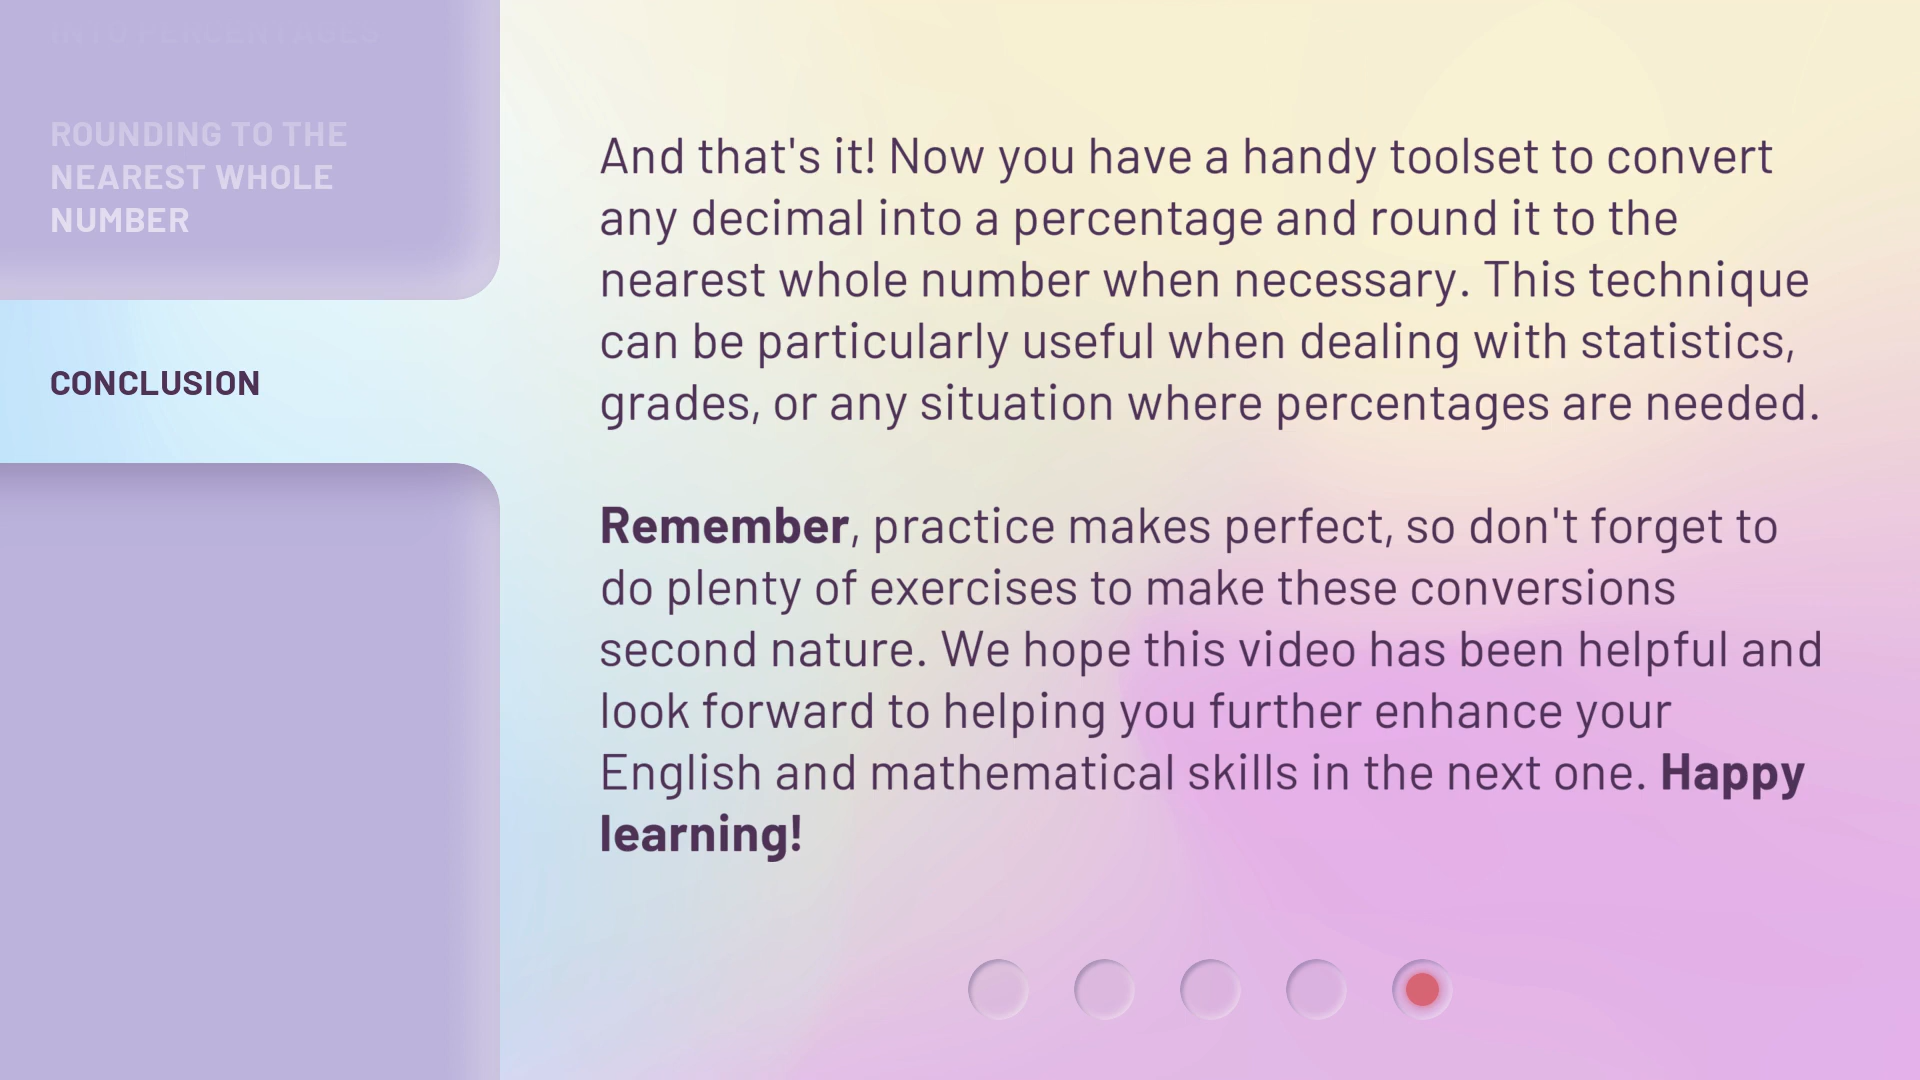 INTO PERCENTAGES
ROUNDING TO THE
NEAREST WHOLE
NUMBER
CONCLUSION
And that's it! Now you have a handy toolset to convert
any decimal into a percentage and round it to the
nearest whole number when necessary. This technique
can be particularly useful when dealing with statistics,
grades, or any situation where percentages are needed.
Remember, practice makes perfect, so don't forget to
do plenty of exercises to make these conversions
second nature. We hope this video has been helpful and
look forward to helping you further enhance your
English and mathematical skills in the next one. Happy
learning!